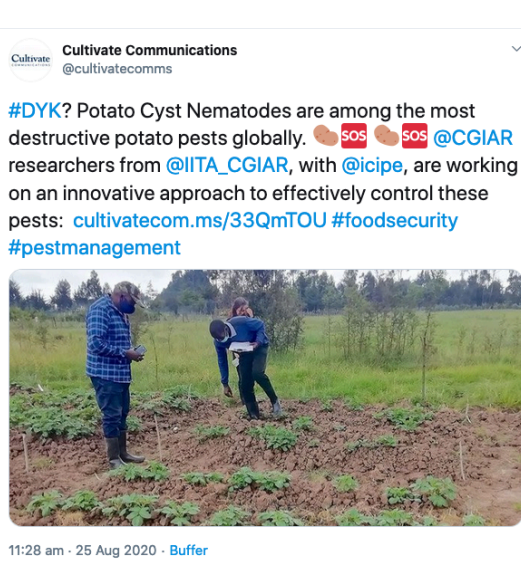 Cultivate
COMMUNICATIONS
Cultivate Communications
@cultivatecomms
#DYK? Potato Cyst Nematodes are among the most
destructive potato pests globally. 🥔🆘 🥔🆘 @CGIAR
researchers from @IITA_CGIAR, with @icipe, are working
on an innovative approach to effectively control these
pests: cultivatecom.ms/33QmTOU #foodsecurity
#pestmanagement
11:28 am · 25 Aug 2020 · Buffer